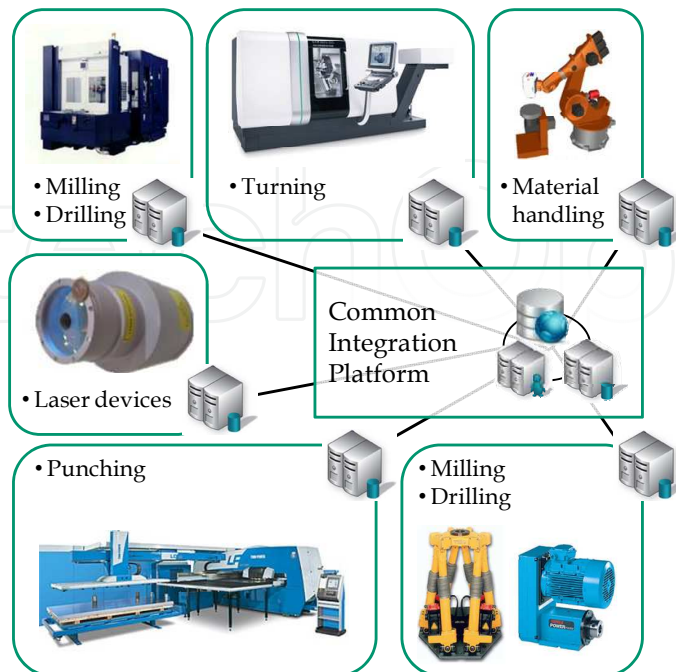 • Milling
• Drilling
• Turning
• Material
handling
• Laser devices
Common
Integration
Platform
• Punching
• Milling
• Drilling